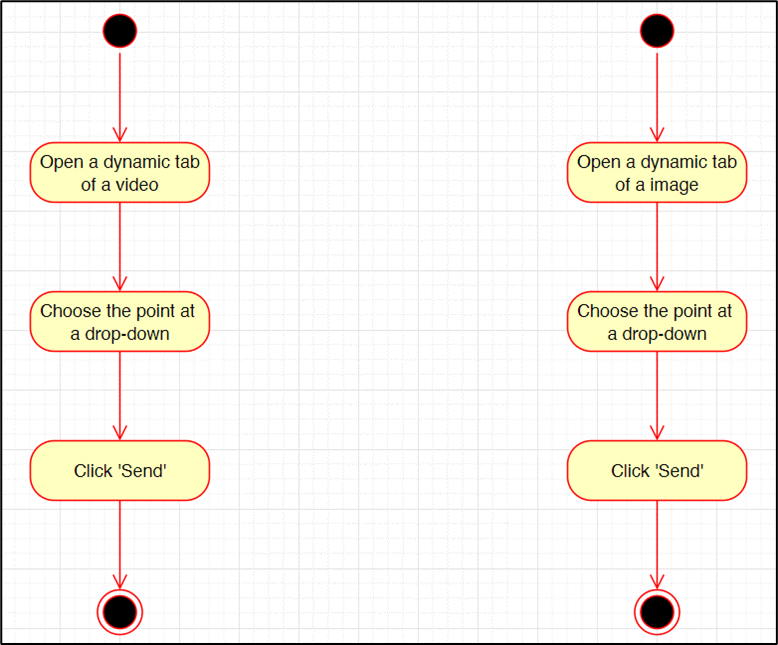 Open a dynamic tab
of a video
Choose the point at
a drop-down
Click 'Send'
Open a dynamic tab
of a image
Choose the point at
a drop-down
Click 'Send'